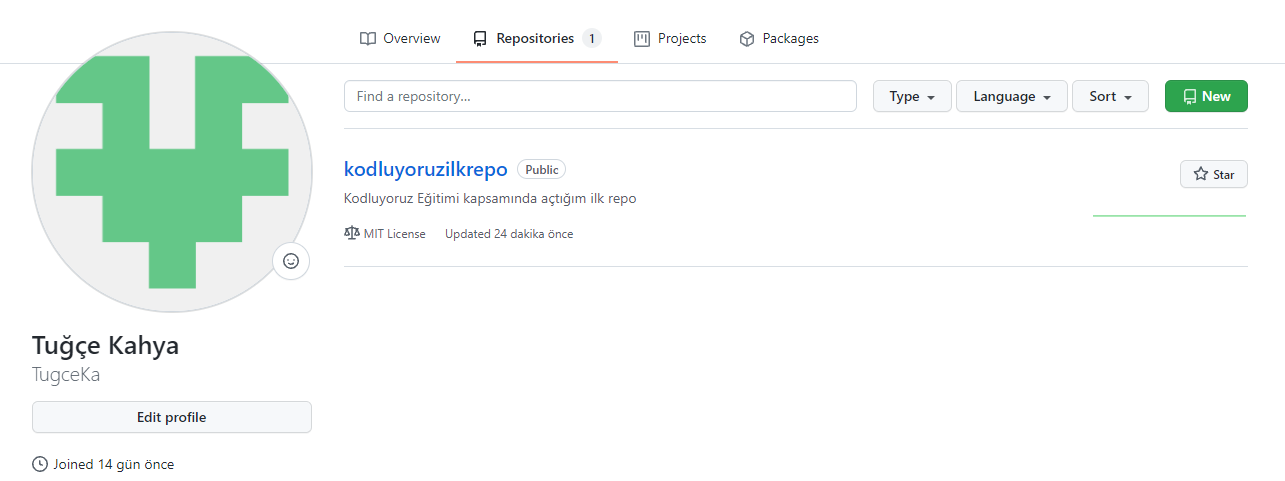 Overview Repositories 1 Projects Packages
Find a repository... Type Language Sort New
kodluyoruzilkrepo Public Star
Kodluyoruz Eğitimi kapsamında açtığım ilk repo
MIT License Updated 24 dakika önce
Tuğçe Kahya
TugceKa
Edit profile
Joined 14 gün önce